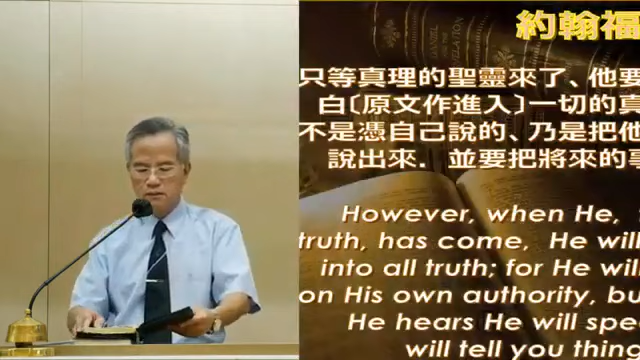 約翰福
只等真理的聖靈來了、他要
白〔原文作進入〕一切的真
不是憑自己說的、乃是把他
說出來．並要把將來的事
However, when He,
truth, has come, He will
into all truth; for He will
on His own authority, bu
He hears He will spe
will tell you thing